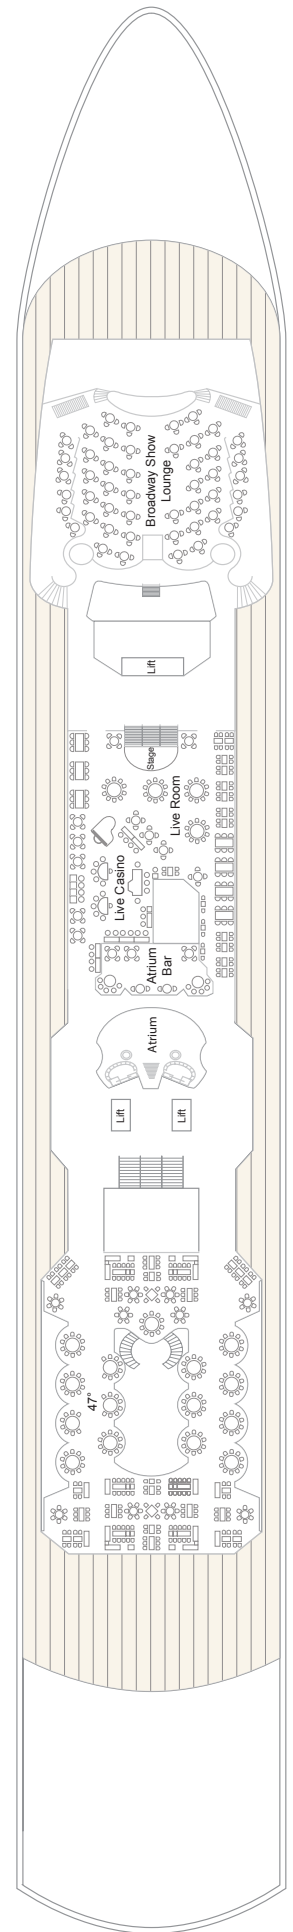 Broadway Show
Lounge
Lift
Stage
Live Room
Live Casino
Atrium
Bar
Atrium
Lift
Lift
47°